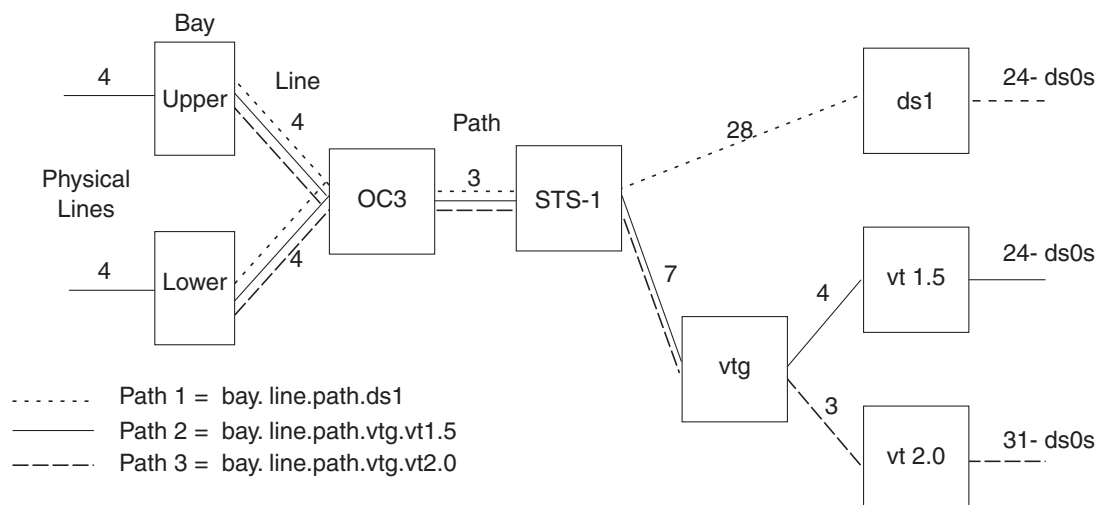 Bay
4
Upper
Line
4
Physical
Lines
4
Lower
4
OC3
Path
3
STS-1
28
ds1
24- ds0s
7
vtg
4
vt 1.5
24- ds0s
3
vt 2.0
31- ds0s
Path 1 = bay. line.path.ds1
Path 2 = bay. line.path.vtg.vt1.5
Path 3 = bay. line.path.vtg.vt2.0